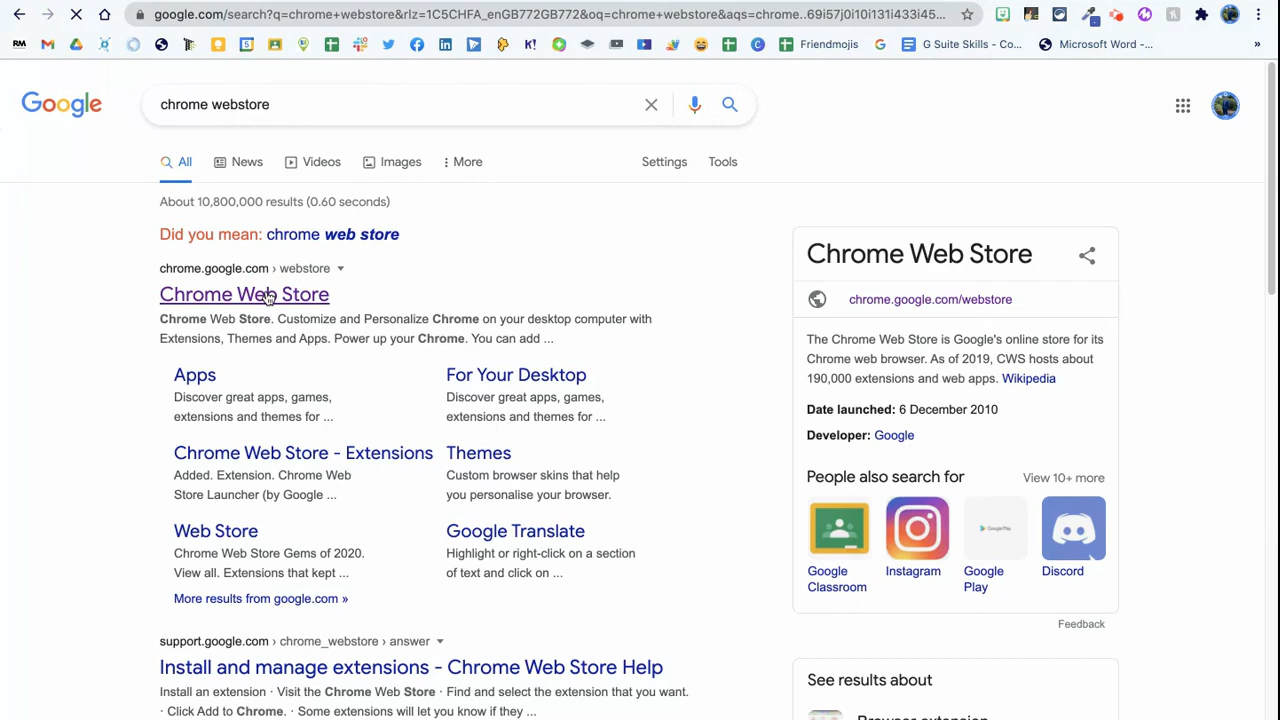 google.com/search?q=chrome+webstore&rlz=1C5CHFA_enGB772GB772&oq=chrome+webstore&aqs=chrome..69i57j0i10i131i433i45...
Friendmojis
G Suite Skills - Co...
Microsoft Word -...
»
Google
chrome webstore
All
News
Videos
Images
More
Settings
Tools
About 10,800,000 results (0.60 seconds)
Did you mean: chrome web store
chrome.google.com › webstore
Chrome Web Store
Chrome Web Store. Customize and Personalize Chrome on your desktop computer with
Extensions, Themes and Apps. Power up your Chrome. You can add ...
Apps
Discover great apps, games,
extensions and themes for ...
For Your Desktop
Discover great apps, games,
extensions and themes for ...
Chrome Web Store - Extensions
Added. Extension. Chrome Web
Store Launcher (by Google ...
Themes
Custom browser skins that help
you personalise your browser.
Web Store
Chrome Web Store Gems of 2020.
View all. Extensions that kept ...
Google Translate
Highlight or right-click on a section
of text and click on ...
More results from google.com »
support.google.com › chrome_webstore › answer
Install and manage extensions - Chrome Web Store Help
Install an extension · Visit the Chrome Web Store · Find and select the extension that you want.
· Click Add to Chrome. · Some extensions will let you know if they ...
Chrome Web Store
chrome.google.com/webstore
The Chrome Web Store is Google's online store for its
Chrome web browser. As of 2019, CWS hosts about
190,000 extensions and web apps. Wikipedia
Date launched: 6 December 2010
Developer: Google
People also search for
View 10+ more
Google
Classroom
Instagram
Google
Play
Discord
Feedback
See results about
Browser extension